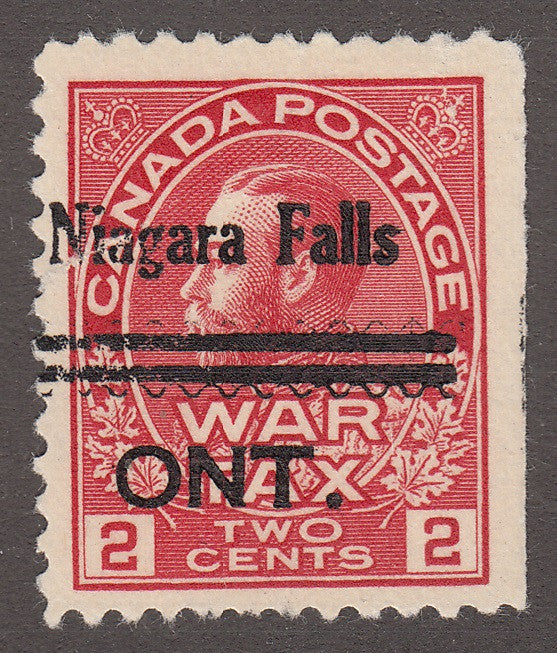 CANADA POSTAGE
Niagara Falls
WAR
TAX
ONT.
2 TWO CENTS 2